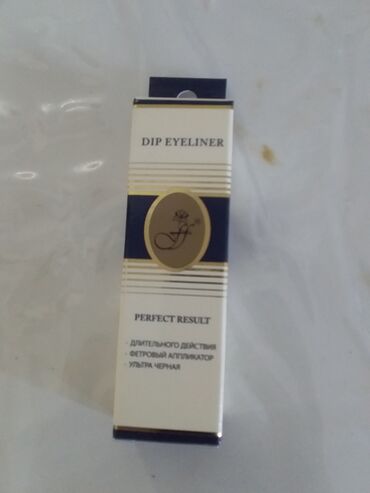 DIP EYELINER
PERFECT RESULT
- ДЛИТЕЛЬНОГО ДЕЙСТВИЯ
- ФЕТРОВЫЙ АППЛИКАТОР
- УЛЬТРА ЧЕРНАЯ